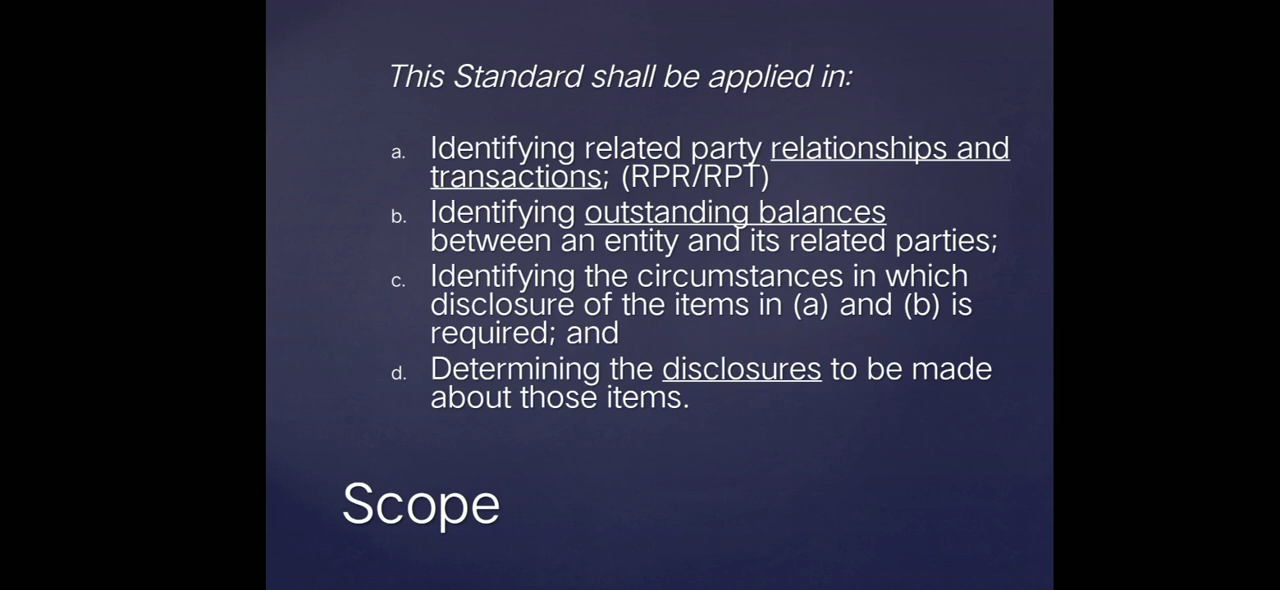 This Standard shall be applied in:
a. Identifying related party relationships and
transactions; (RPR/RPT)
b. Identifying outstanding balances
between an entity and its related parties;
c. Identifying the circumstances in which
disclosure of the items in (a) and (b) is
required; and
d. Determining the disclosures to be made
about those items.
Scope